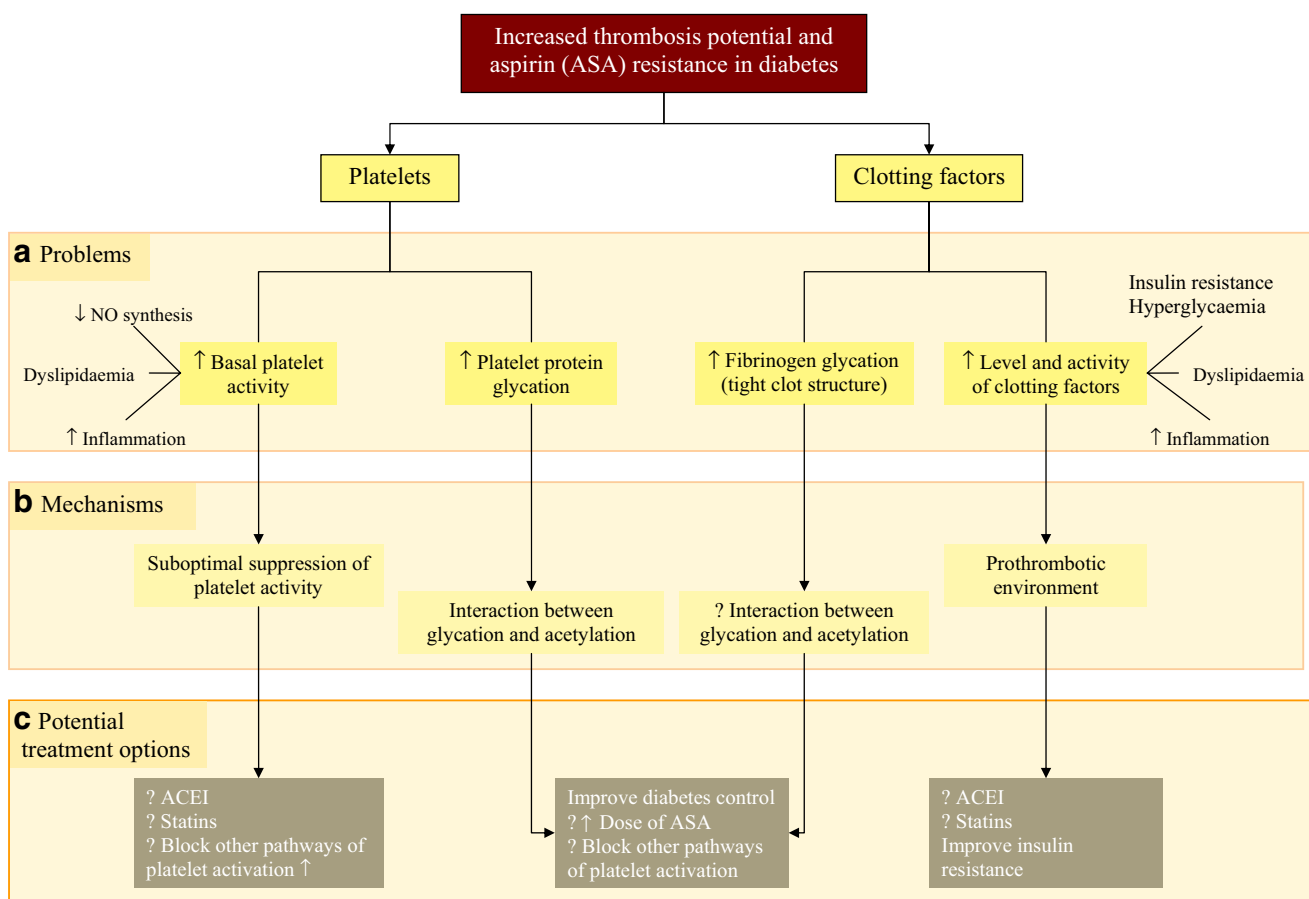 Increased thrombosis potential and
aspirin (ASA) resistance in diabetes
Platelets
Clotting factors
a Problems
↓ NO synthesis
Dyslipidaemia
↑ Inflammation
↑ Basal platelet
activity
↑ Platelet protein
glycation
↑ Fibrinogen glycation
(tight clot structure)
↑ Level and activity
of clotting factors
Insulin resistance
Hyperglycaemia
Dyslipidaemia
↑ Inflammation
b Mechanisms
Suboptimal suppression of
platelet activity
Interaction between
glycation and acetylation
? Interaction between
glycation and acetylation
Prothrombotic
environment
c Potential
treatment options
? ACEI
? Statins
? Block other pathways of
platelet activation ↑
Improve diabetes control
? ↑ Dose of ASA
? Block other pathways
of platelet activation
? ACEI
? Statins
Improve insulin
resistance